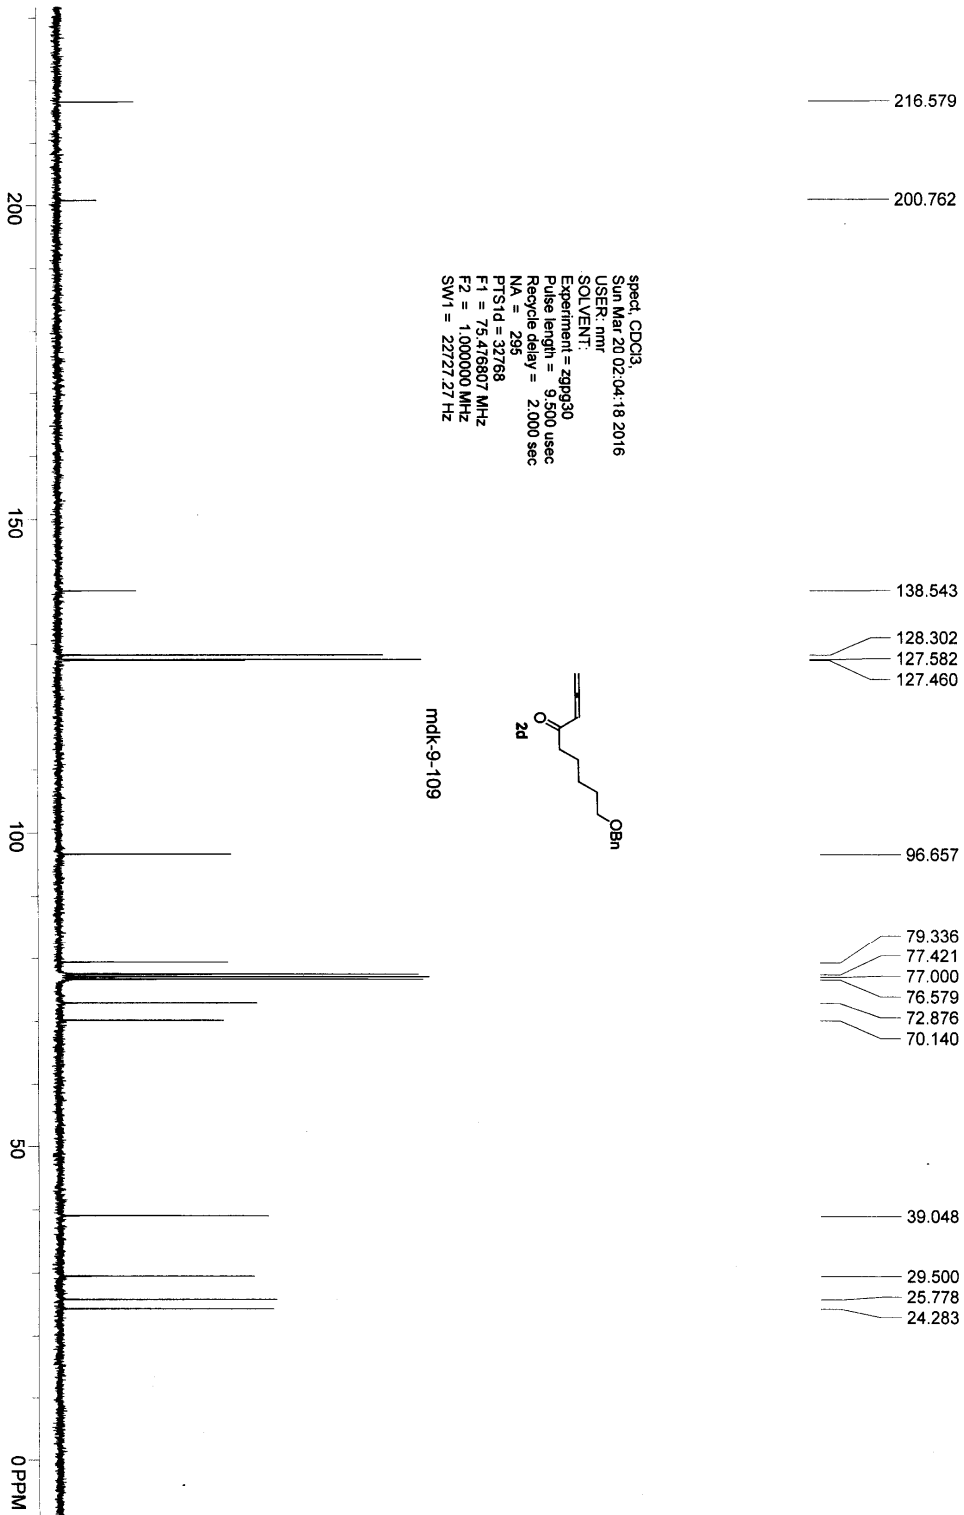 216.579
200.762
138.543
128.302
127.582
127.460
96.657
79.336
77.421
77.000
76.579
72.876
70.140
39.048
29.500
25.778
24.283
spect, CDCl3,
Sun Mar 20 02:04:18 2016
USER: nmr
SOLVENT:
Experiment = zgpg30
Pulse length = 9.500 usec
Recycle delay = 2.000 sec
NA = 295
PTS1d = 32768
F1 = 75.476807 MHz
F2 = 1.000000 MHz
SW1 = 22727.27 Hz
O
OBn
2d
mdk-9-109
200
150
100
50
0 PPM